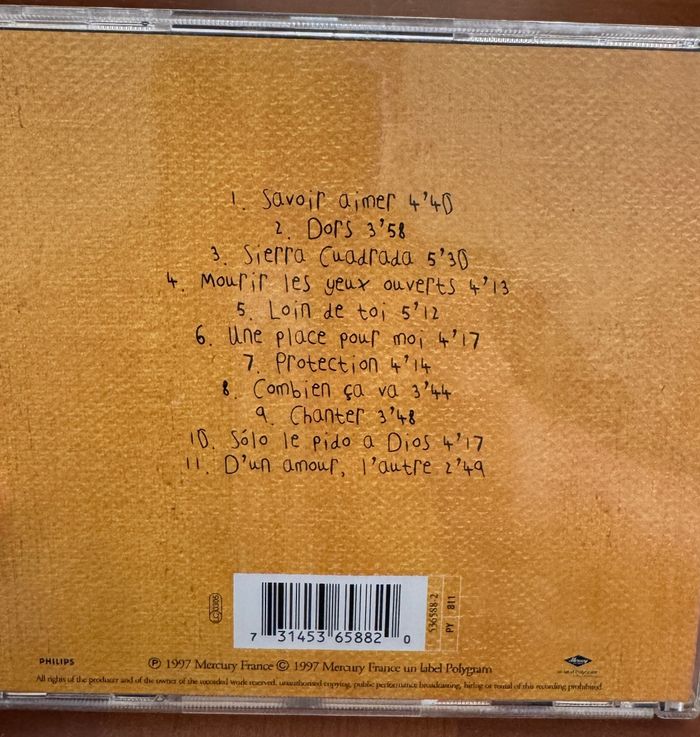 1. Savoir aimer 4'40
2. Dors 3'58
3. Sierra Cuadrada 5'30
4. Mourir les yeux ouverts 4'13
5. Loin de toi 5'12
6. Une place pour moi 4'17
7. Protection 4'14
8. Combien ça va 3'44
9. Chanter 3'48
10. Sólo le pido a Dios 4'17
11. D'un amour, l'autre 2'49
LC 0305
7 31453 65882 0
536588-2
PY 811
PHILIPS
℗ 1997 Mercury France © 1997 Mercury France un label Polygram
Mercury
All rights of the producer and of the owner of the recorded work reserved. unauthorised copying, public performance broadcasting, hiring or rental of this recording prohibited